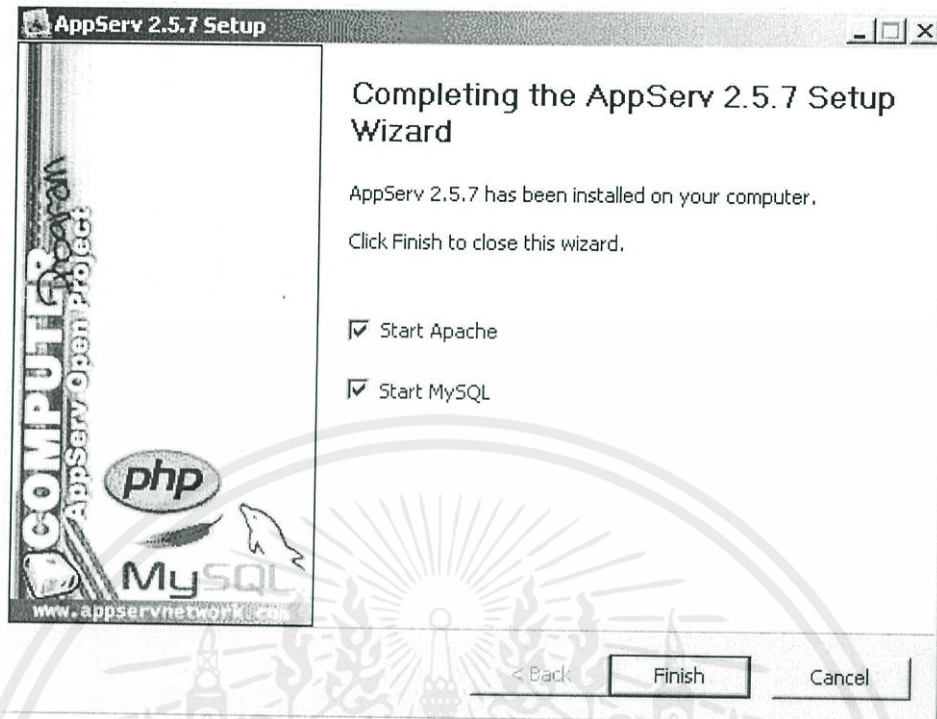 AppServ 2.5.7 Setup
Completing the AppServ 2.5.7 Setup
Wizard
AppServ 2.5.7 has been installed on your computer.
Click Finish to close this wizard.
Start Apache
Start MySQL
COMPUTER
Program
AppServ Open Project
php
MySQL
www.appservnetwork.com
< Back
Finish
Cancel